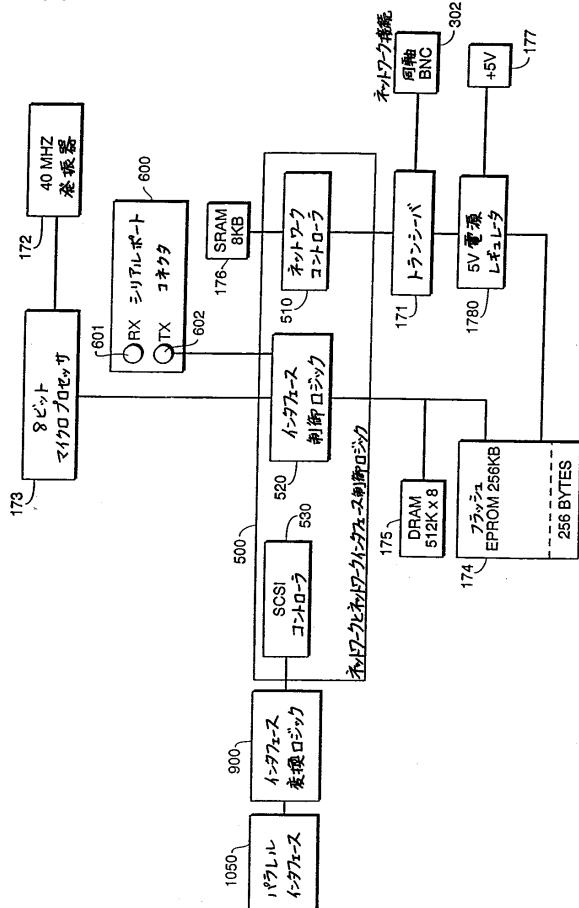 40 MHZ
発振器
172
8ビット
マイクロプロセッサ
173
600
RX
シリアルポート
コネクタ
TX
601
602
SRAM
8KB
176
ネットワーク
コントローラ
510
インタフェース
制御ロジック
520
530
SCSI
コントローラ
500
ネットワークとネットワークインタフェース制御ロジック
インタフェース
変換ロジック
900
パラレル
インタフェース
1050
ネットワーク接続
同軸
BNC
302
トランシーバ
171
+5V
177
5V電源
レギュレータ
1780
DRAM
512K x 8
175
フラッシュ
EPROM 256KB
256 BYTES
174